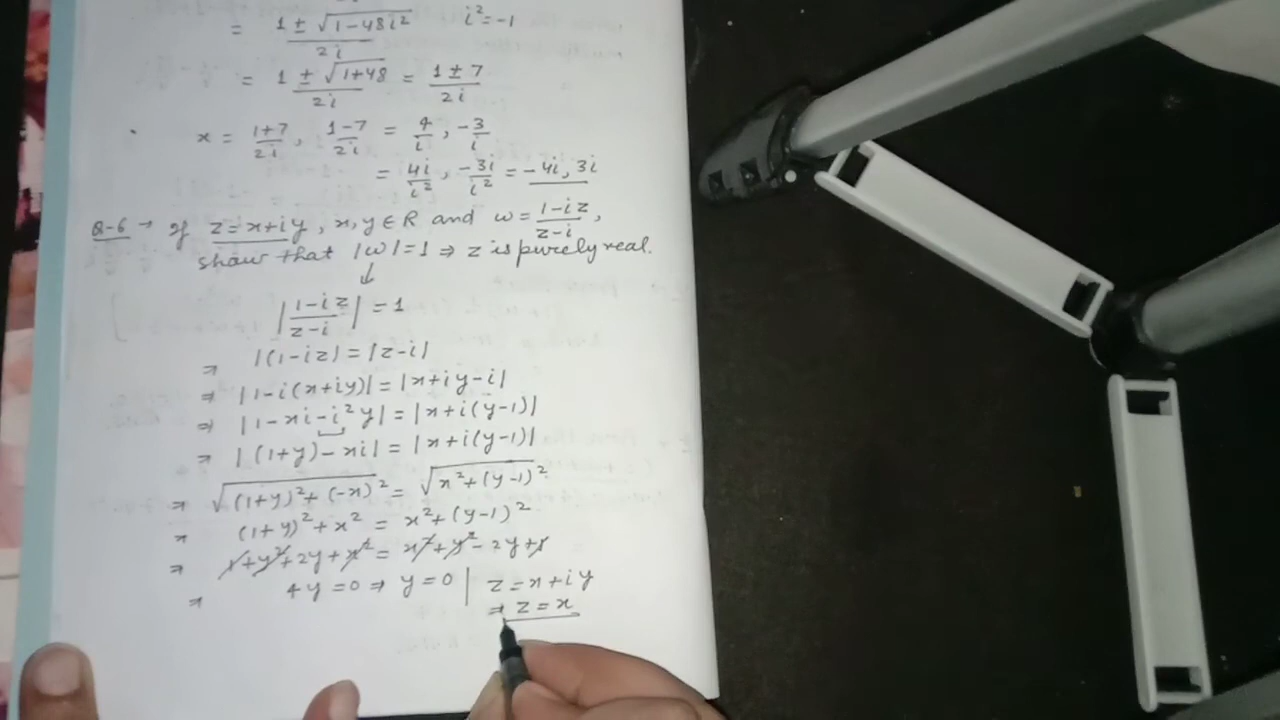 = 1 ± √1-48i² / 2i i² = -1
= 1 ± √1+48 / 2i = 1 ± 7 / 2i
x = 1+7/2i , 1-7/2i = 4/i , -3/i
= 4i/i² , -3i/i² = -4i, 3i
Q-6 → If z = x+iy, x, y ∈ R and w = 1-iz/z-i ,
show that |w| = 1 ⇒ z is purely real.
↓
|1-iz/z-i| = 1
⇒ |(1-iz)| = |z-i|
⇒ |1-i(x+iy)| = |x+iy-i|
⇒ |1-xi-i²y| = |x+i(y-1)|
⇒ |(1+y)-xi| = |x+i(y-1)|
⇒ √(1+y)²+(-x)² = √x²+(y-1)²
⇒ (1+y)²+x² = x²+(y-1)²
⇒ 1+y²+2y+x² = x²+y²-2y+1
⇒ 4y = 0 ⇒ y = 0 | z = x+iy
⇒ z = x